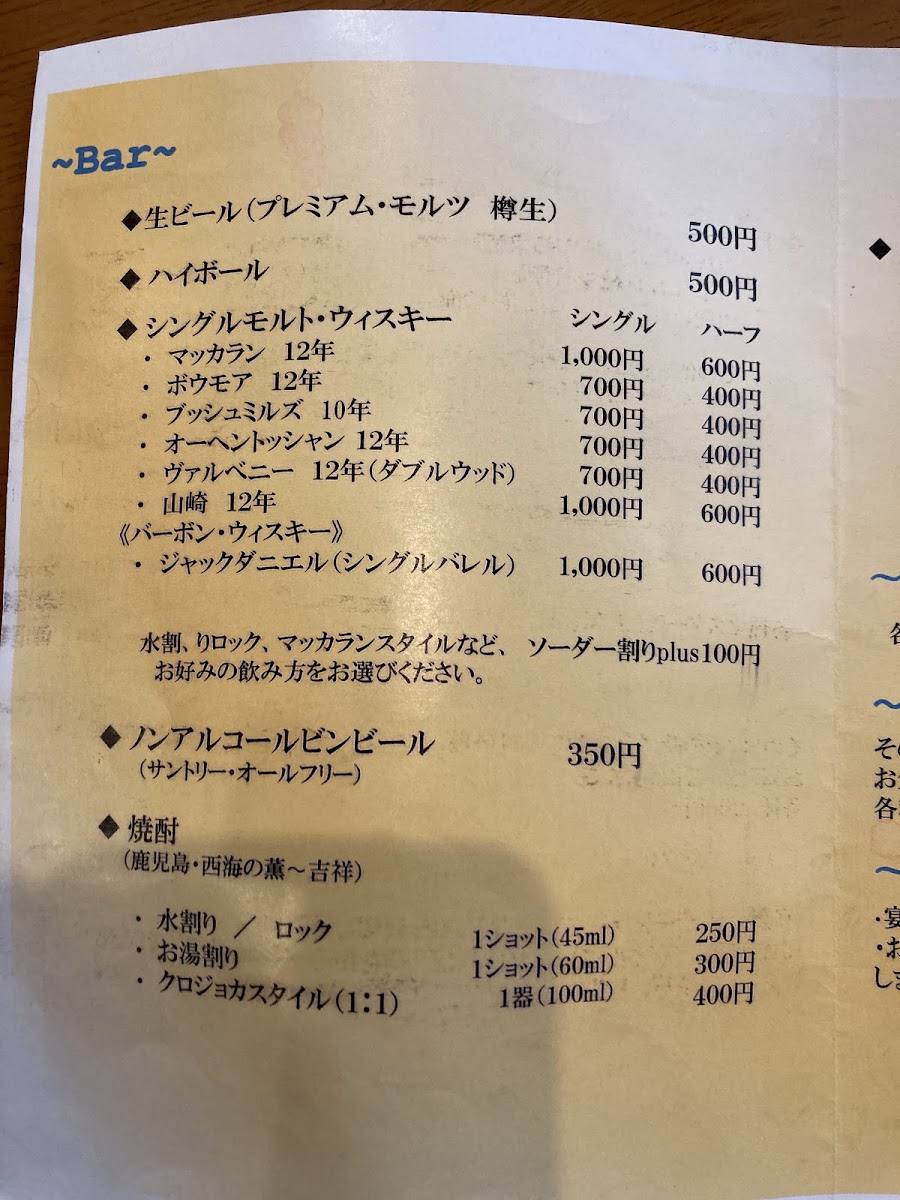 ~Bar~
◆生ビール(プレミアム・モルツ 樽生) 500円
◆ハイボール 500円
◆シングルモルト・ウィスキー シングル ハーフ
・マッカラン 12年 1,000円 600円
・ボウモア 12年 700円 400円
・ブッシュミルズ 10年 700円 400円
・オーヘントッシャン 12年 700円 400円
・ヴァルベニー 12年(ダブルウッド) 700円 400円
・山崎 12年 1,000円 600円
《バーボン・ウィスキー》
・ジャックダニエル(シングルバレル) 1,000円 600円
水割、りロック、マッカランスタイルなど、 ソーダー割りplus100円
お好みの飲み方をお選びください。
◆ノンアルコールビンビール 350円
(サントリー・オールフリー)
◆焼酎
(鹿児島・西海の薫～吉祥)
・水割り / ロック 1ショット(45ml) 250円
・お湯割り 1ショット(60ml) 300円
・クロジョカスタイル(1:1) 1器(100ml) 400円
◆
~
各
~
その
お
各
~
・宴
・お
しま